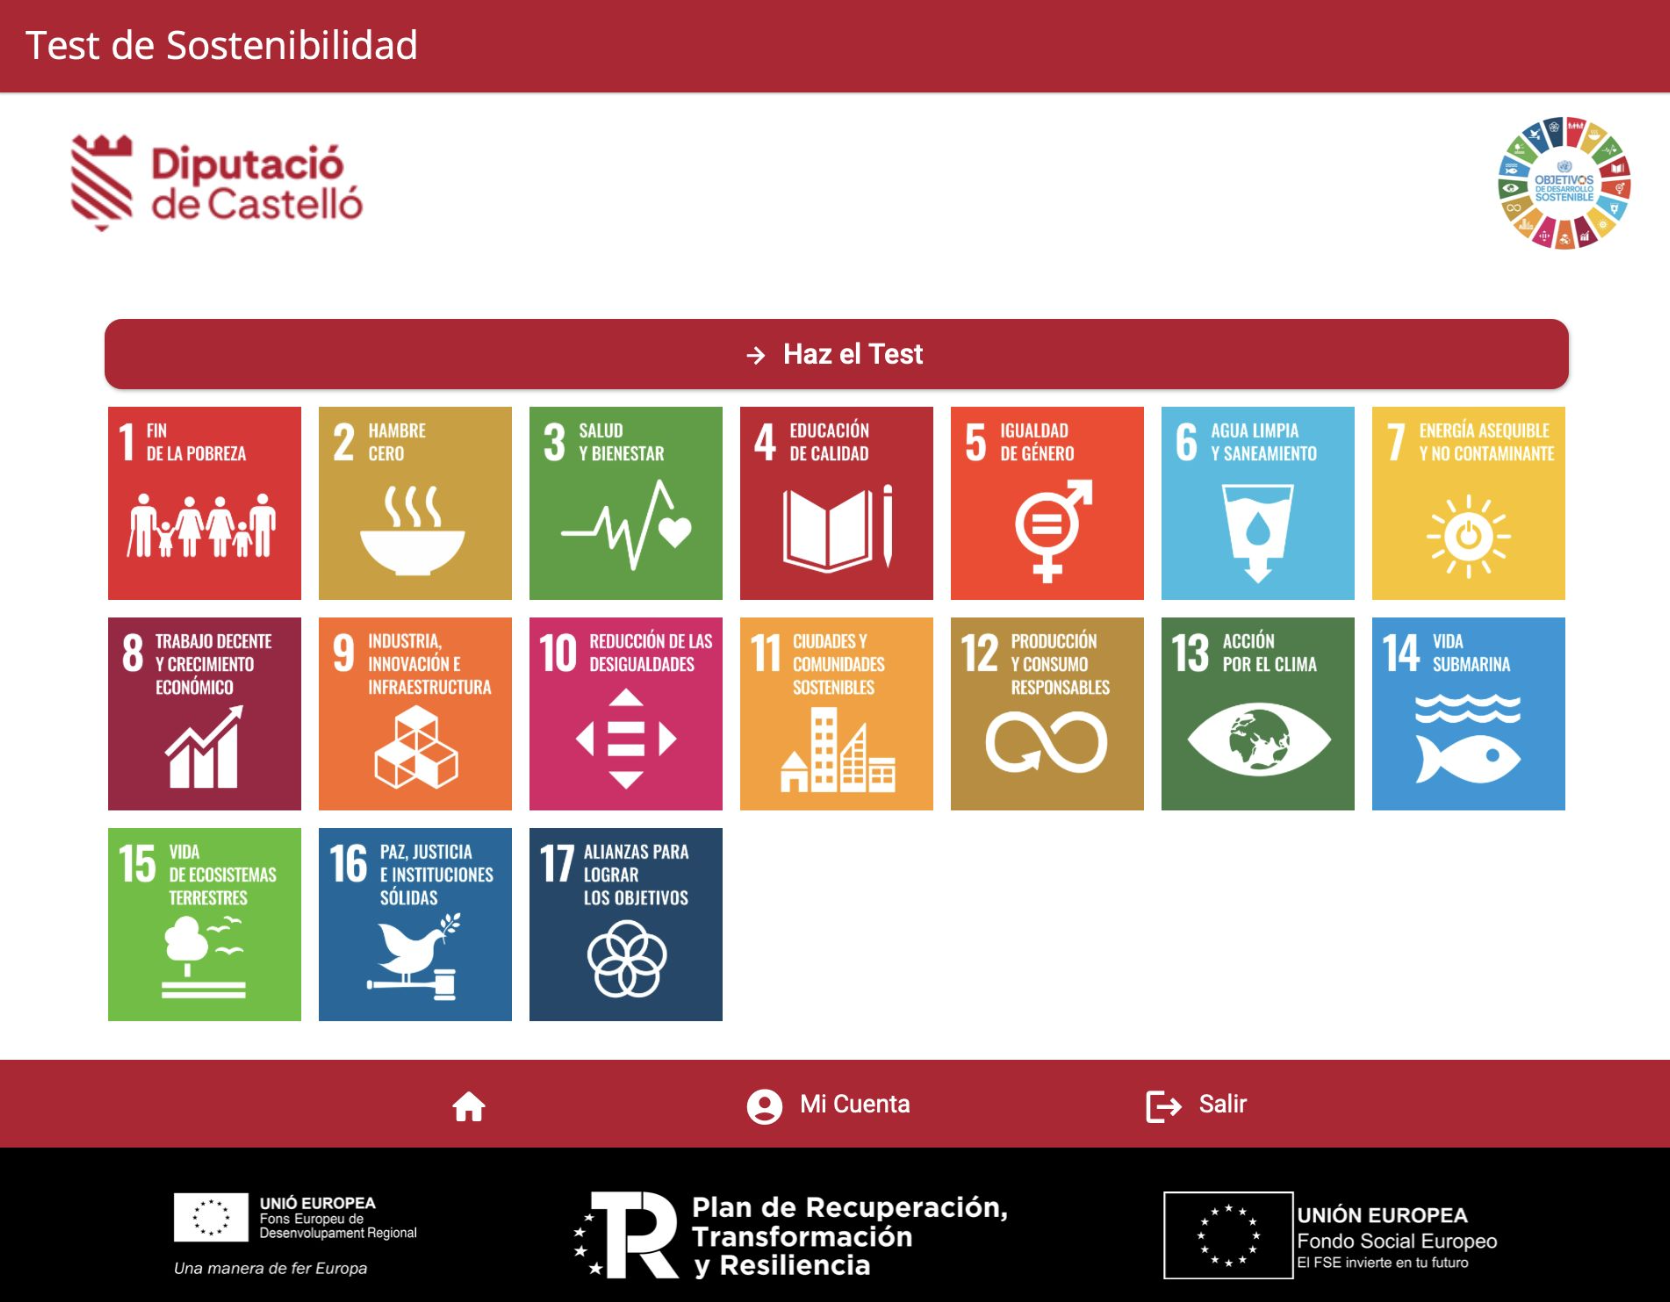 Test de Sostenibilidad
Diputació
de Castelló
OBJETIVOS
DE DESARROLLO
SOSTENIBLE
→ Haz el Test
1 FIN
DE LA POBREZA
2 HAMBRE
CERO
3 SALUD
Y BIENESTAR
4 EDUCACIÓN
DE CALIDAD
5 IGUALDAD
DE GÉNERO
6 AGUA LIMPIA
Y SANEAMIENTO
7 ENERGÍA ASEQUIBLE
Y NO CONTAMINANTE
8 TRABAJO DECENTE
Y CRECIMIENTO
ECONÓMICO
9 INDUSTRIA,
INNOVACIÓN E
INFRAESTRUCTURA
10 REDUCCIÓN DE LAS
DESIGUALDADES
11 CIUDADES Y
COMUNIDADES
SOSTENIBLES
12 PRODUCCIÓN
Y CONSUMO
RESPONSABLES
13 ACCIÓN
POR EL CLIMA
14 VIDA
SUBMARINA
15 VIDA
DE ECOSISTEMAS
TERRESTRES
16 PAZ, JUSTICIA
E INSTITUCIONES
SÓLIDAS
17 ALIANZAS PARA
LOGRAR
LOS OBJETIVOS
Mi Cuenta
Salir
UNIÓ EUROPEA
Fons Europeu de
Desenvolupament Regional
Una manera de fer Europa
TR
Plan de Recuperación,
Transformación
y Resiliencia
UNIÓN EUROPEA
Fondo Social Europeo
El FSE invierte en tu futuro